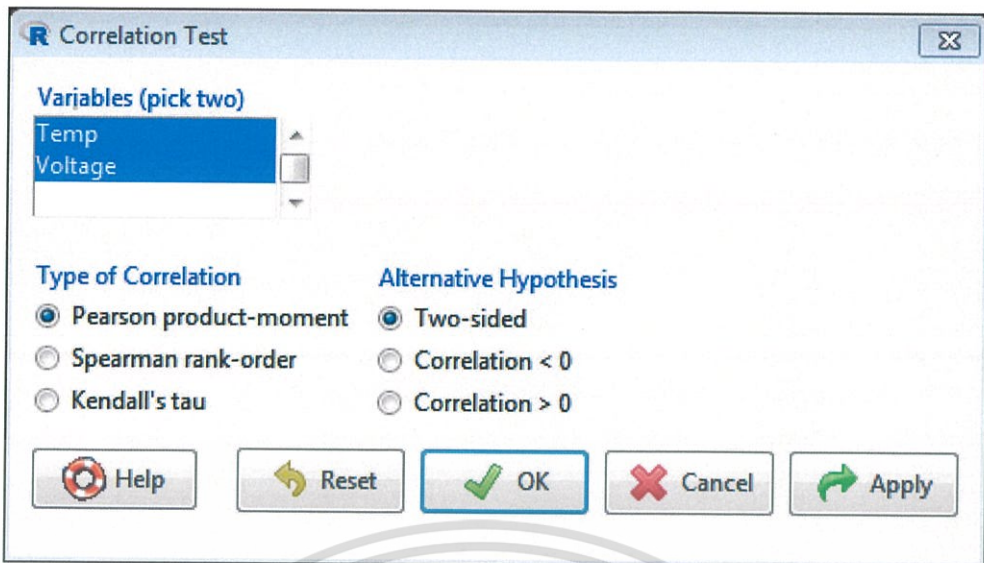 R Correlation Test
Variables (pick two)
Temp
Voltage
Type of Correlation
Alternative Hypothesis
Pearson product-moment
Two-sided
Spearman rank-order
Correlation < 0
Kendall's tau
Correlation > 0
Help
Reset
OK
Cancel
Apply